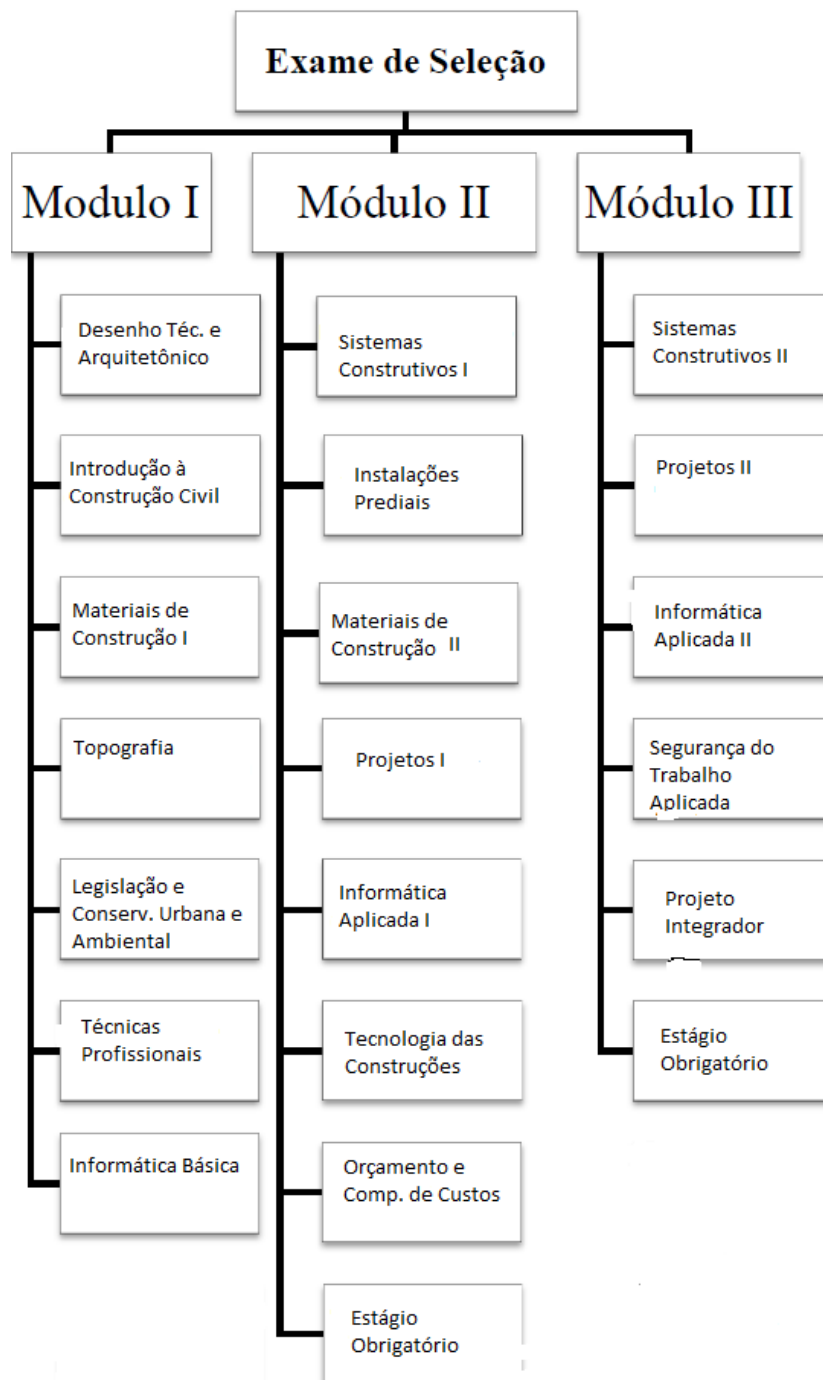 Exame de Seleção
Modulo I
Desenho Téc. e
Arquitetônico
Introdução à
Construção Civil
Materiais de
Construção I
Topografia
Legislação e
Conserv. Urbana e
Ambiental
Técnicas
Profissionais
Informática Básica
Módulo II
Sistemas
Construtivos I
Instalações
Prediais
Materiais de
Construção II
Projetos I
Informática
Aplicada I
Tecnologia das
Construções
Orçamento e
Comp. de Custos
Estágio
Obrigatório
Módulo III
Sistemas
Construtivos II
Projetos II
Informática
Aplicada II
Segurança do
Trabalho
Aplicada
Projeto
Integrador
Estágio
Obrigatório